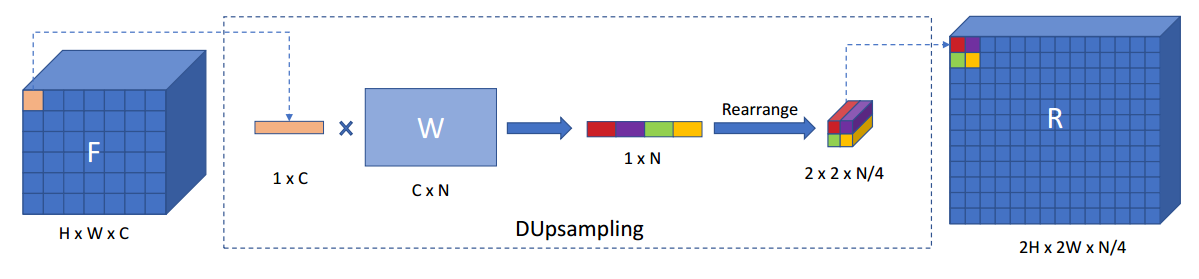 F
H x W x C
1 x C
W
C x N
1 x N
Rearrange
2 x 2 x N/4
DUpsampling
R
2H x 2W x N/4